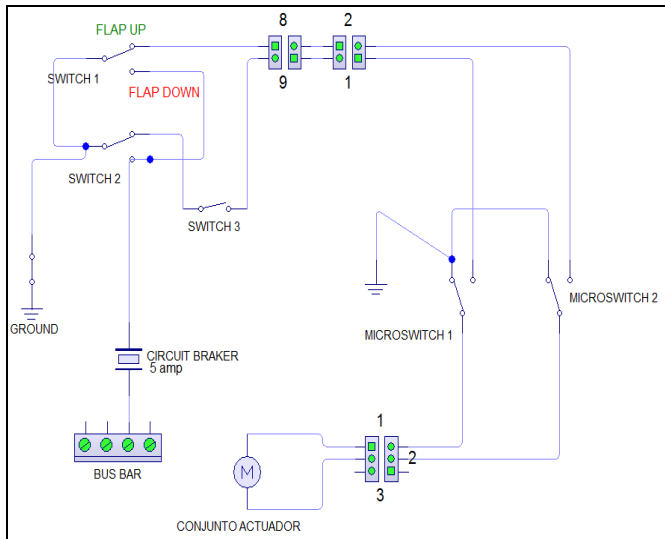 FLAP UP
8
2
SWITCH 1
FLAP DOWN
9
1
SWITCH 2
SWITCH 3
MICROSWITCH 2
GROUND
MICROSWITCH 1
CIRCUIT BRAKER
5 amp
1
2
M
BUS BAR
3
CONJUNTO ACTUADOR